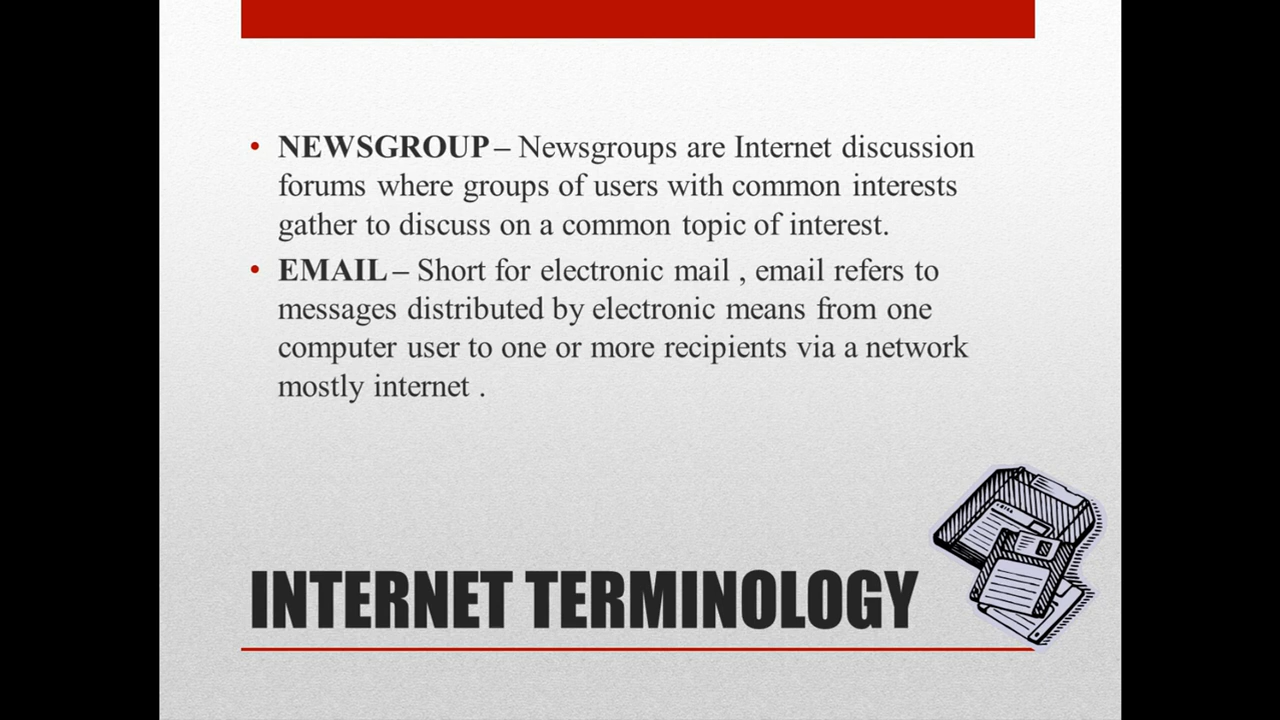 • NEWSGROUP – Newsgroups are Internet discussion
forums where groups of users with common interests
gather to discuss on a common topic of interest.
• EMAIL – Short for electronic mail , email refers to
messages distributed by electronic means from one
computer user to one or more recipients via a network
mostly internet .
INTERNET TERMINOLOGY